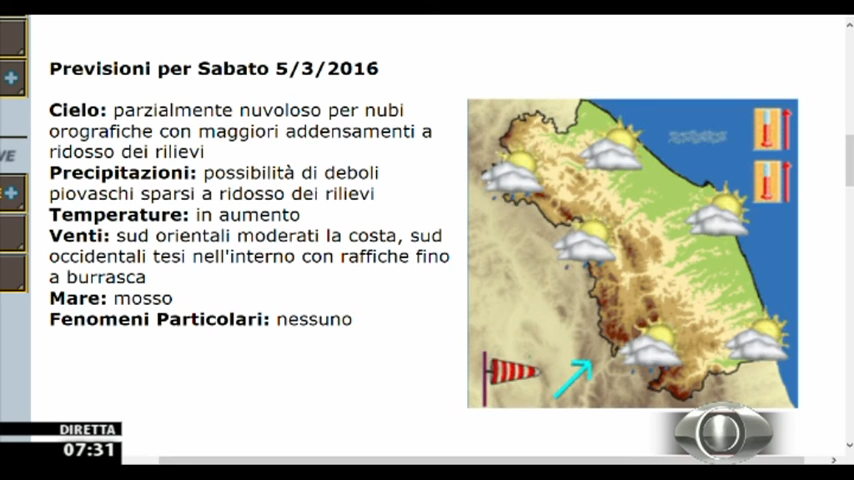 Previsioni per Sabato 5/3/2016
Cielo: parzialmente nuvoloso per nubi
orografiche con maggiori addensamenti a
ridosso dei rilievi
Precipitazioni: possibilità di deboli
piovaschi sparsi a ridosso dei rilievi
Temperature: in aumento
Venti: sud orientali moderati la costa, sud
occidentali tesi nell'interno con raffiche fino
a burrasca
Mare: mosso
Fenomeni Particolari: nessuno
VE
DIRETTA
07:31